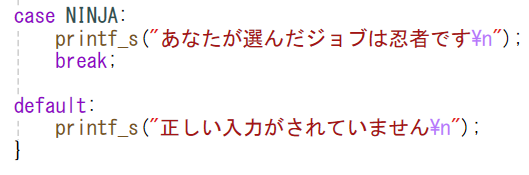 case NINJA:
printf_s("あなたが選んだジョブは忍者です¥n");
break;
default:
printf_s("正しい入力がされていません¥n");
}